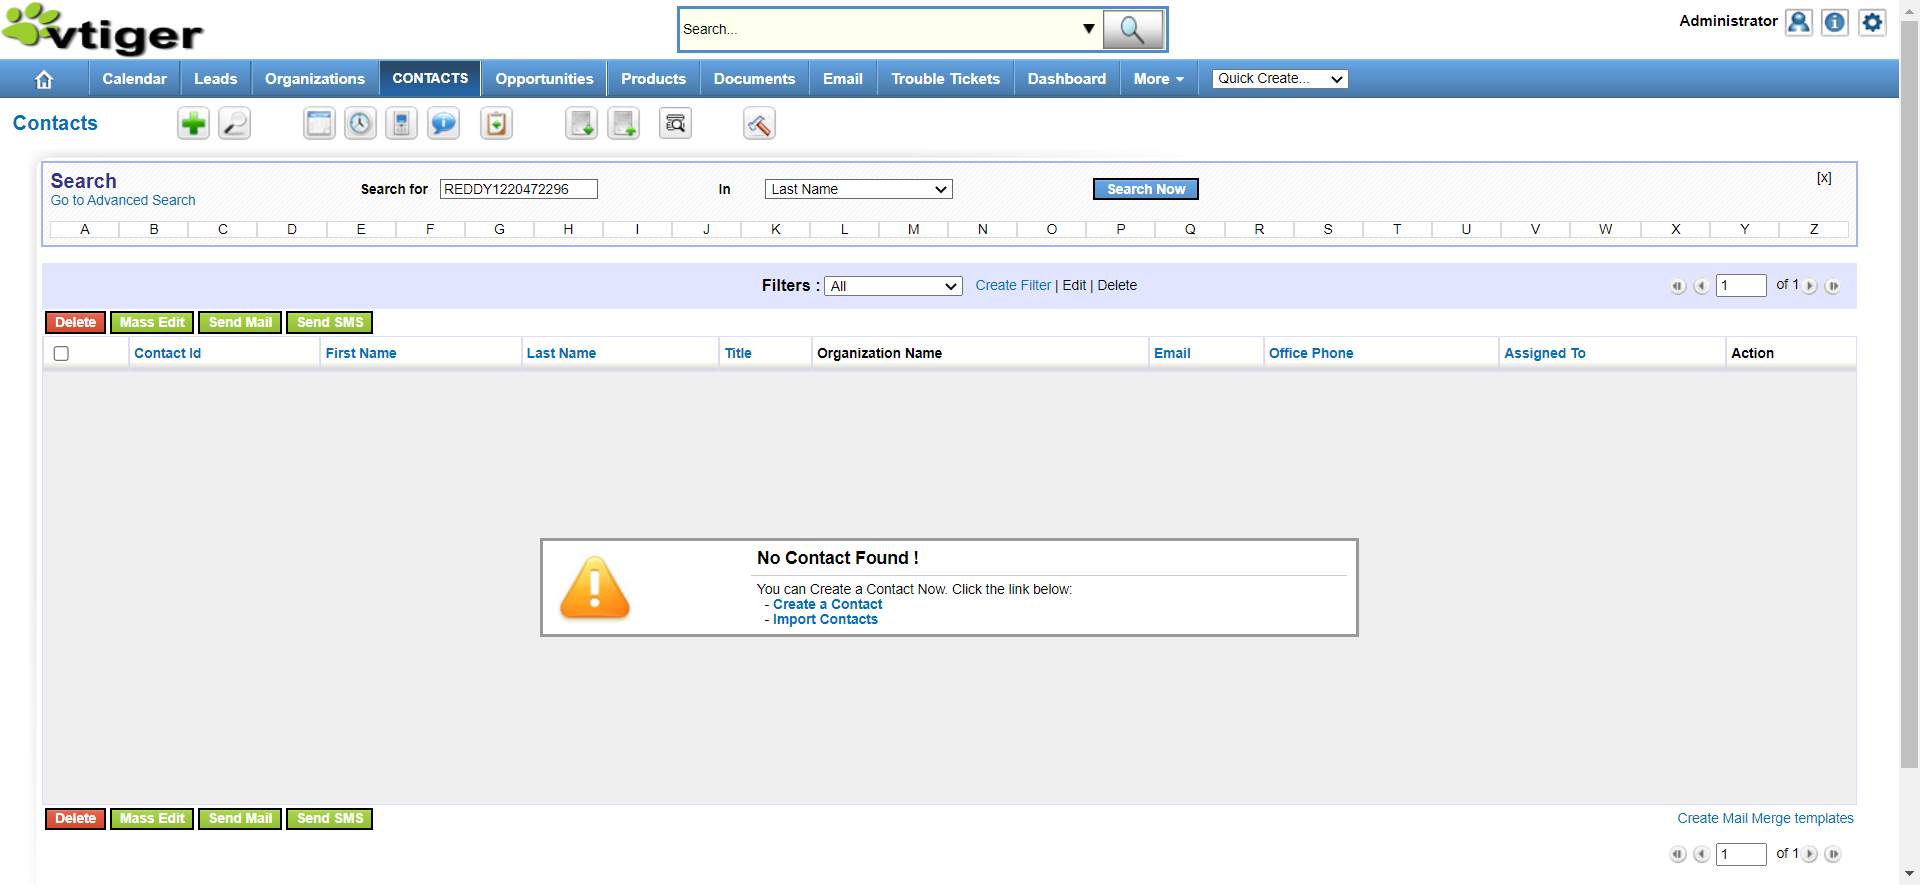 vtiger
Search...
Administrator
Calendar Leads Organizations CONTACTS Opportunities Products Documents Email Trouble Tickets Dashboard More Quick Create...
Contacts
Search
Go to Advanced Search
Search for REDDY1220472296 In Last Name Search Now [x]
A B C D E F G H I J K L M N O P Q R S T U V W X Y Z
Filters : All Create Filter | Edit | Delete 1 of 1
Delete Mass Edit Send Mail Send SMS
Contact Id First Name Last Name Title Organization Name Email Office Phone Assigned To Action
No Contact Found !
You can Create a Contact Now. Click the link below:
- Create a Contact
- Import Contacts
Delete Mass Edit Send Mail Send SMS Create Mail Merge templates
1 of 1